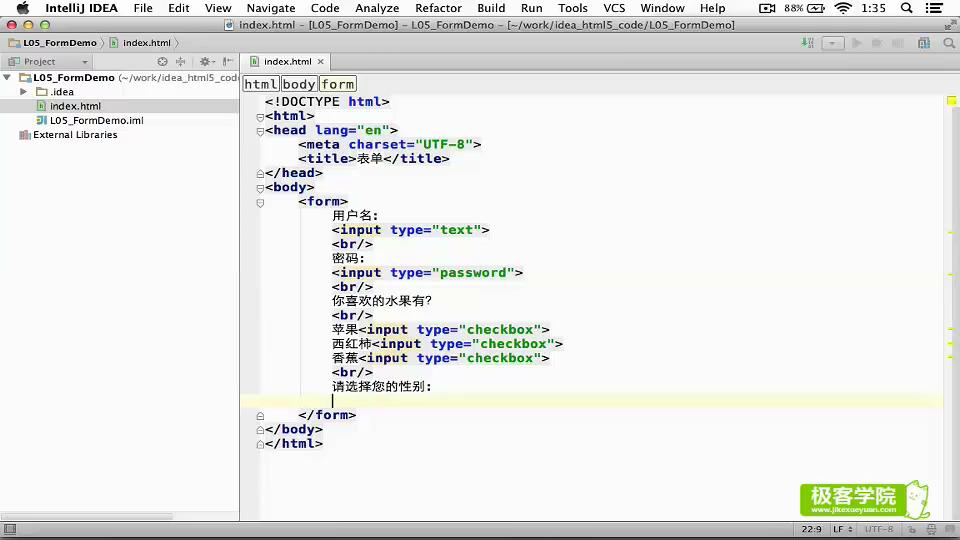 IntelliJ IDEA File Edit View Navigate Code Analyze Refactor Build Run Tools VCS Window Help 88% 1:35
index.html - [L05_FormDemo] - L05_FormDemo - [~/work/idea_html5_code/L05_FormDemo]
L05_FormDemo index.html
Project
index.html
L05_FormDemo (~/work/idea_html5_code
.idea
index.html
L05_FormDemo.iml
External Libraries
html body form
<!DOCTYPE html>
<html>
<head lang="en">
<meta charset="UTF-8">
<title>表单</title>
</head>
<body>
<form>
用户名:
<input type="text">
<br/>
密码:
<input type="password">
<br/>
你喜欢的水果有?
<br/>
苹果<input type="checkbox">
西红柿<input type="checkbox">
香蕉<input type="checkbox">
<br/>
请选择您的性别:
</form>
</body>
</html>
极客学院
www.jikexueyuan.com
22:9 LF UTF-8